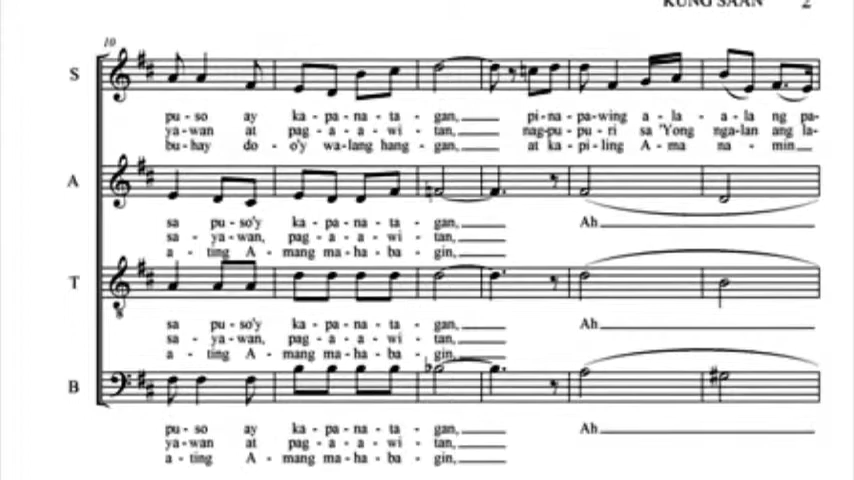 KUNG SAAN 2
10
S
pu - so ay ka - pa - na - ta - gan, pi - na - pa - wing a - la - a - la ng pa-
ya - wan at pag - a - a - wi - tan, nag - pu - pu - ri sa 'Yong nga - lan ang la-
bu - hay do - o'y wa - lang hang - gan, at ka - pi - ling A - ma na - min
A
sa pu - so'y ka - pa - na - ta - gan, Ah
sa - ya - wan, pag - a - a - wi - tan,
a - ting A - mang ma - ha - ba - gin,
T
sa pu - so'y ka - pa - na - ta - gan, Ah
sa - ya - wan, pag - a - a - wi - tan,
a - ting A - mang ma - ha - ba - gin,
B
pu - so ay ka - pa - na - ta - gan, Ah
ya - wan at pag - a - a - wi - tan,
a - ting A - mang ma - ha - ba - gin,